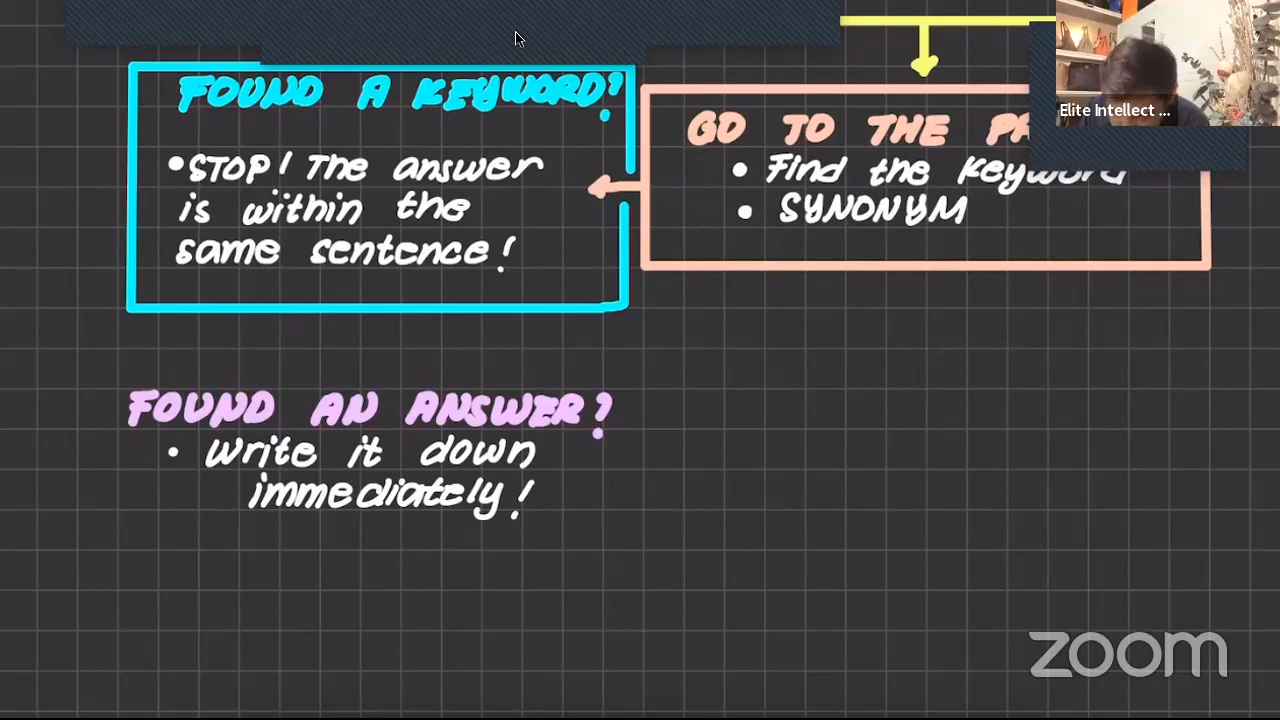 Elite Intellect ...
FOUND A KEYWORD?
• STOP! The answer
is within the
same sentence!
GO TO THE
• Find the keyword
• SYNONYM
FOUND AN ANSWER?
• Write it down
immediately!
zoom